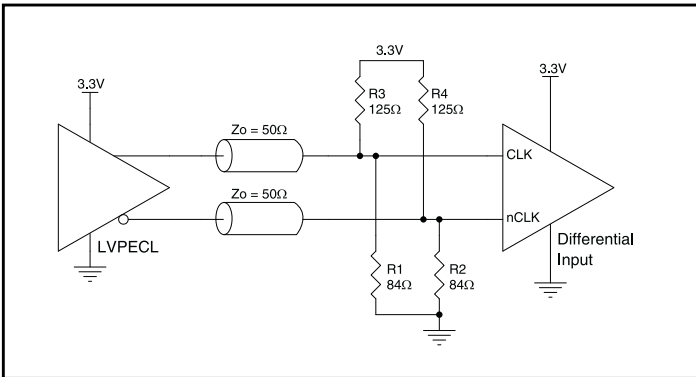 3.3V
3.3V
3.3V
R3
125Ω
R4
125Ω
Zo = 50Ω
CLK
Zo = 50Ω
nCLK
LVPECL
Differential
Input
R1
84Ω
R2
84Ω